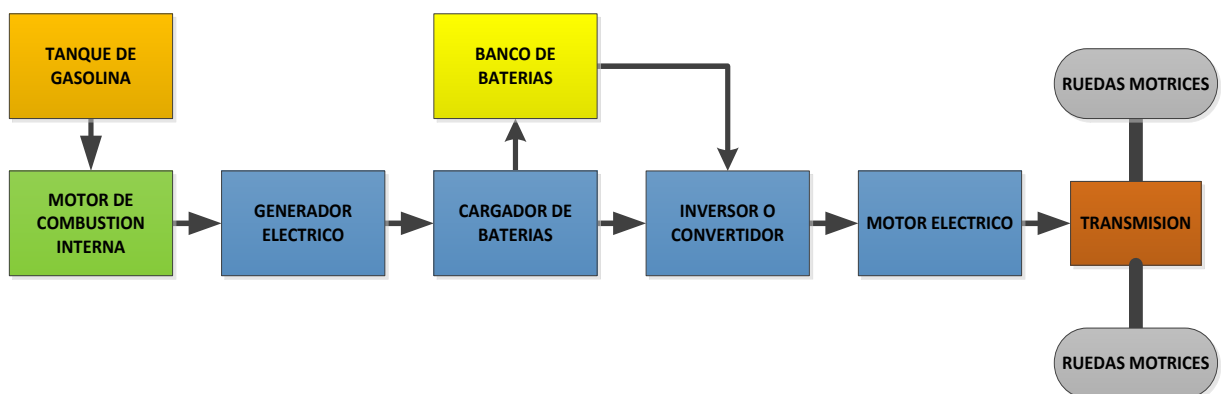 TANQUE DE
GASOLINA
BANCO DE
BATERIAS
RUEDAS MOTRICES
MOTOR DE
COMBUSTION
INTERNA
GENERADOR
ELECTRICO
CARGADOR DE
BATERIAS
INVERSOR O
CONVERTIDOR
MOTOR ELECTRICO
TRANSMISION
RUEDAS MOTRICES